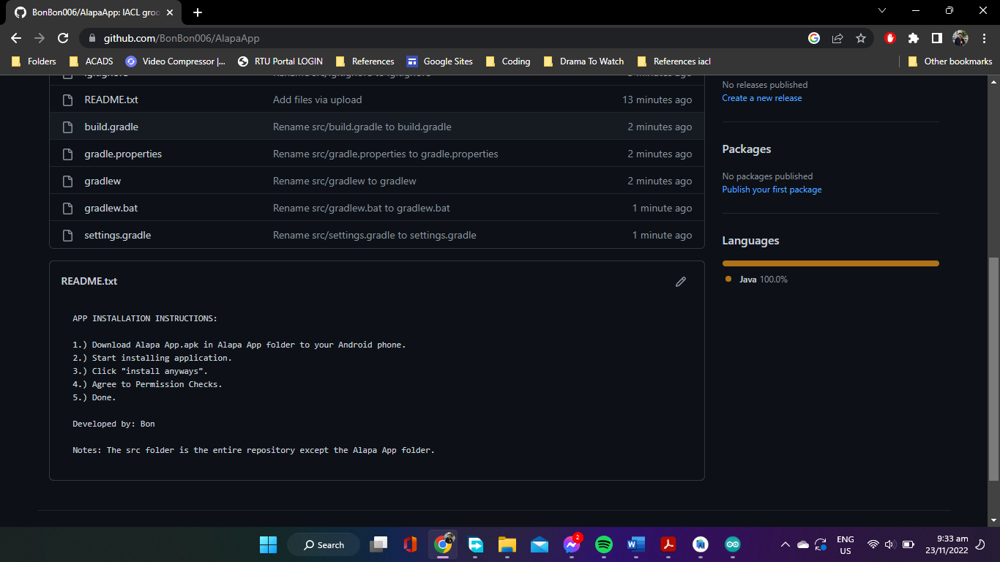 BonBon006/AlapaApp: IACL groo
github.com/BonBon006/AlapaApp
Folders
ACADS
Video Compressor |...
RTU Portal LOGIN
References
Google Sites
Coding
Drama To Watch
References iacl
Other bookmarks
.gitignore Rename src/.gitignore to .gitignore
README.txt Add files via upload 13 minutes ago
build.gradle Rename src/build.gradle to build.gradle 2 minutes ago
gradle.properties Rename src/gradle.properties to gradle.properties 2 minutes ago
gradlew Rename src/gradlew to gradlew 2 minutes ago
gradlew.bat Rename src/gradlew.bat to gradlew.bat 1 minute ago
settings.gradle Rename src/settings.gradle to settings.gradle 1 minute ago
No releases published
Create a new release
Packages
No packages published
Publish your first package
Languages
Java 100.0%
README.txt
APP INSTALLATION INSTRUCTIONS:
1.) Download Alapa App.apk in Alapa App folder to your Android phone.
2.) Start installing application.
3.) Click "install anyways".
4.) Agree to Permission Checks.
5.) Done.
Developed by: Bon
Notes: The src folder is the entire repository except the Alapa App folder.
Search
2
ENG
US
9:33 am
23/11/2022